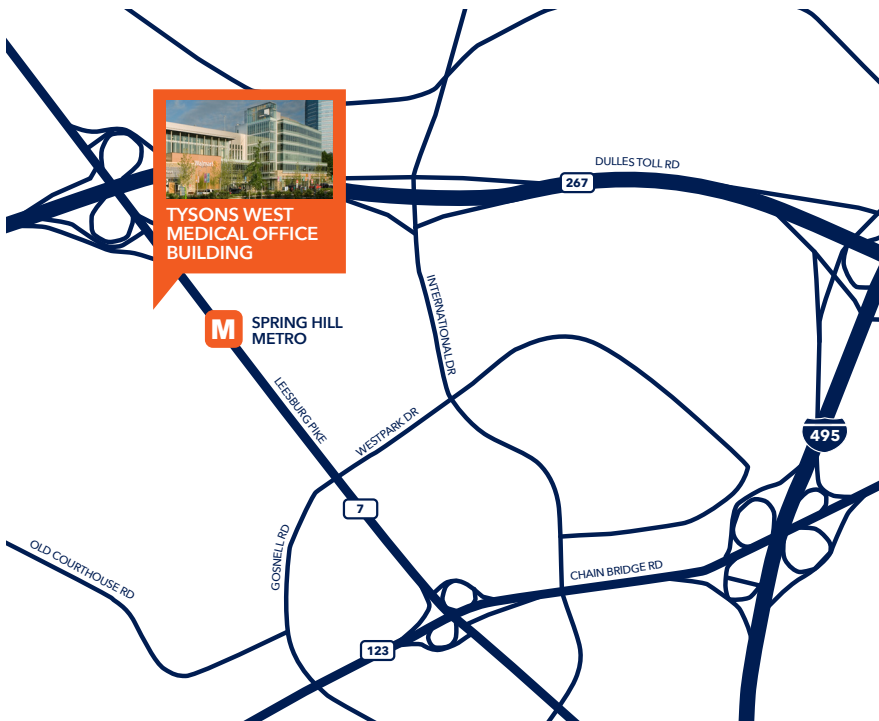 DULLES TOLL RD
267
Walmart
TYSONS WEST
MEDICAL OFFICE
BUILDING
INTERNATIONAL DR
M
SPRING HILL
METRO
LEESBURG PIKE
WESTPARK DR
495
7
GOSNELL RD
OLD COURTHOUSE RD
CHAIN BRIDGE RD
123